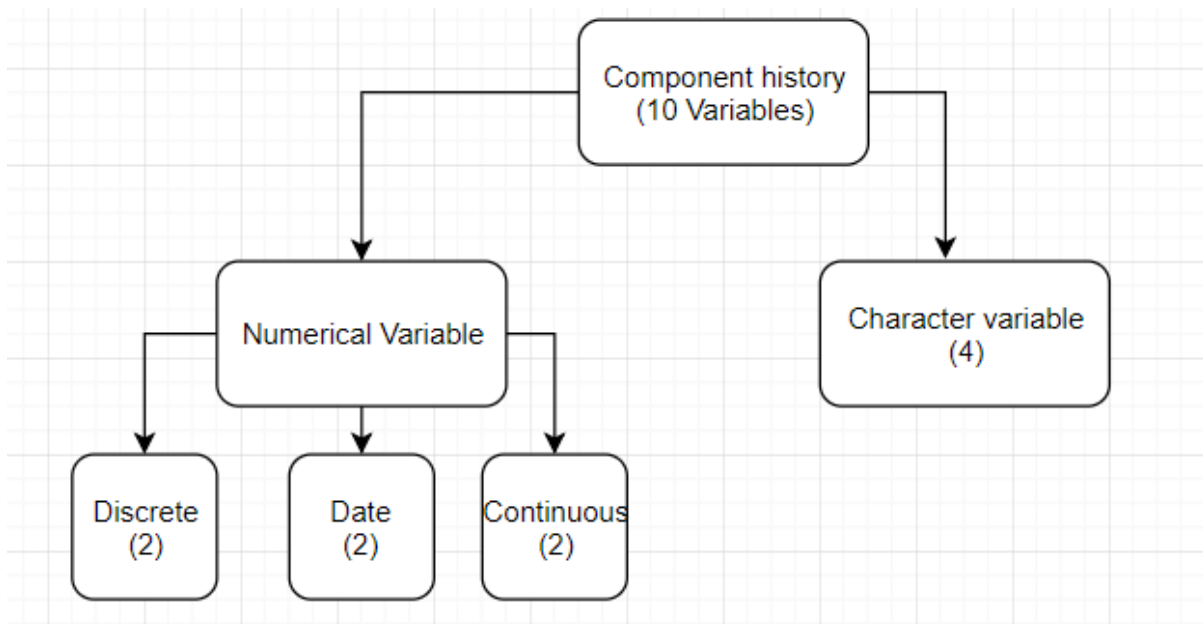 Component history
(10 Variables)
Numerical Variable
Character variable
(4)
Discrete
(2)
Date
(2)
Continuous
(2)